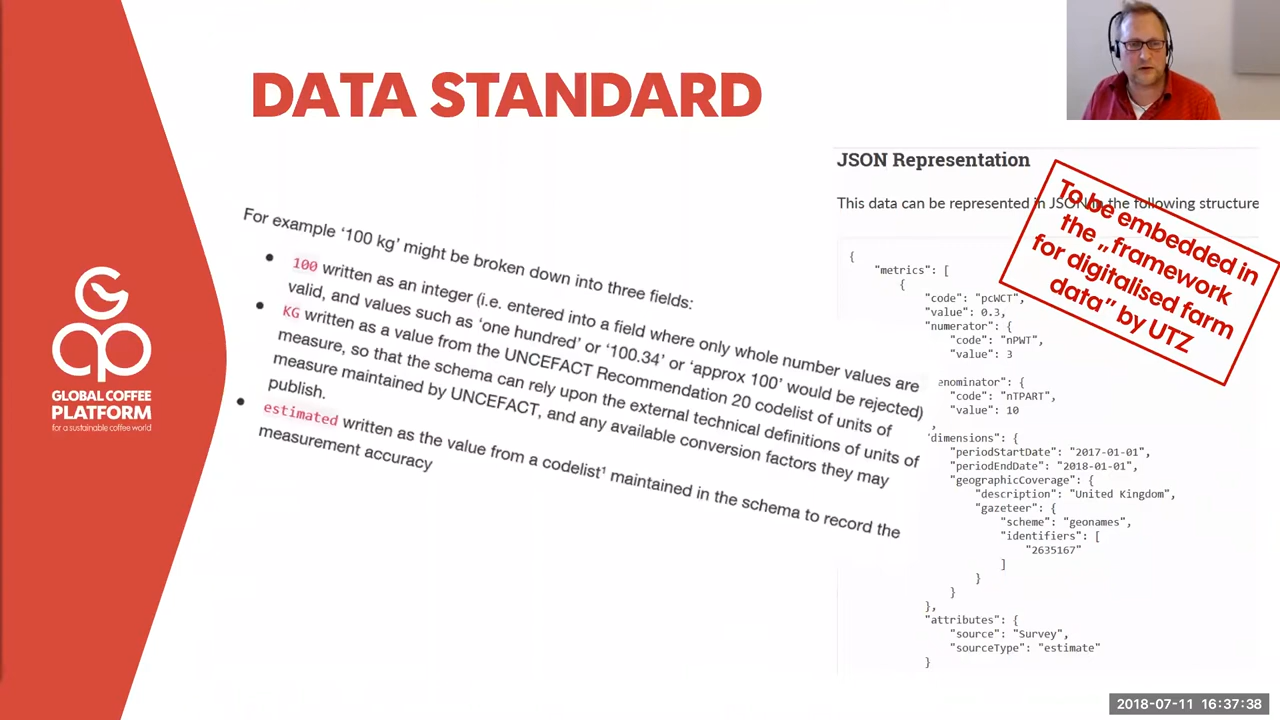 DATA STANDARD
For example ‘100 kg’ might be broken down into three fields:
• 100 written as an integer (i.e. entered into a field where only whole number values are
valid, and values such as ‘one hundred’ or ‘100.34’ or ‘approx 100’ would be rejected)
• KG written as a value from the UNCEFACT Recommendation 20 codelist of units of
measure, so that the schema can rely upon the external technical definitions of units of
measure maintained by UNCEFACT, and any available conversion factors they may
publish.
• estimated written as the value from a codelist¹ maintained in the schema to record the
measurement accuracy
GLOBAL COFFEE
PLATFORM
for a sustainable coffee world
JSON Representation
This data can be represented in JSON in the following structure
To be embedded in
the „framework
for digitalised farm
data” by UTZ
{
"metrics": [
{
"code": "pcWCT",
"value": 0.3,
"numerator": {
"code": "nPWT",
"value": 3
enominator": {
"code": "nTPART",
"value": 10
,
"dimensions": {
"periodStartDate": "2017-01-01",
"periodEndDate": "2018-01-01",
"geographicCoverage": {
"description": "United Kingdom",
"gazeteer": {
"scheme": "geonames",
"identifiers": [
"2635167"
]
}
}
},
"attributes": {
"source": "Survey",
"sourceType": "estimate"
}
2018-07-11 16:37:38